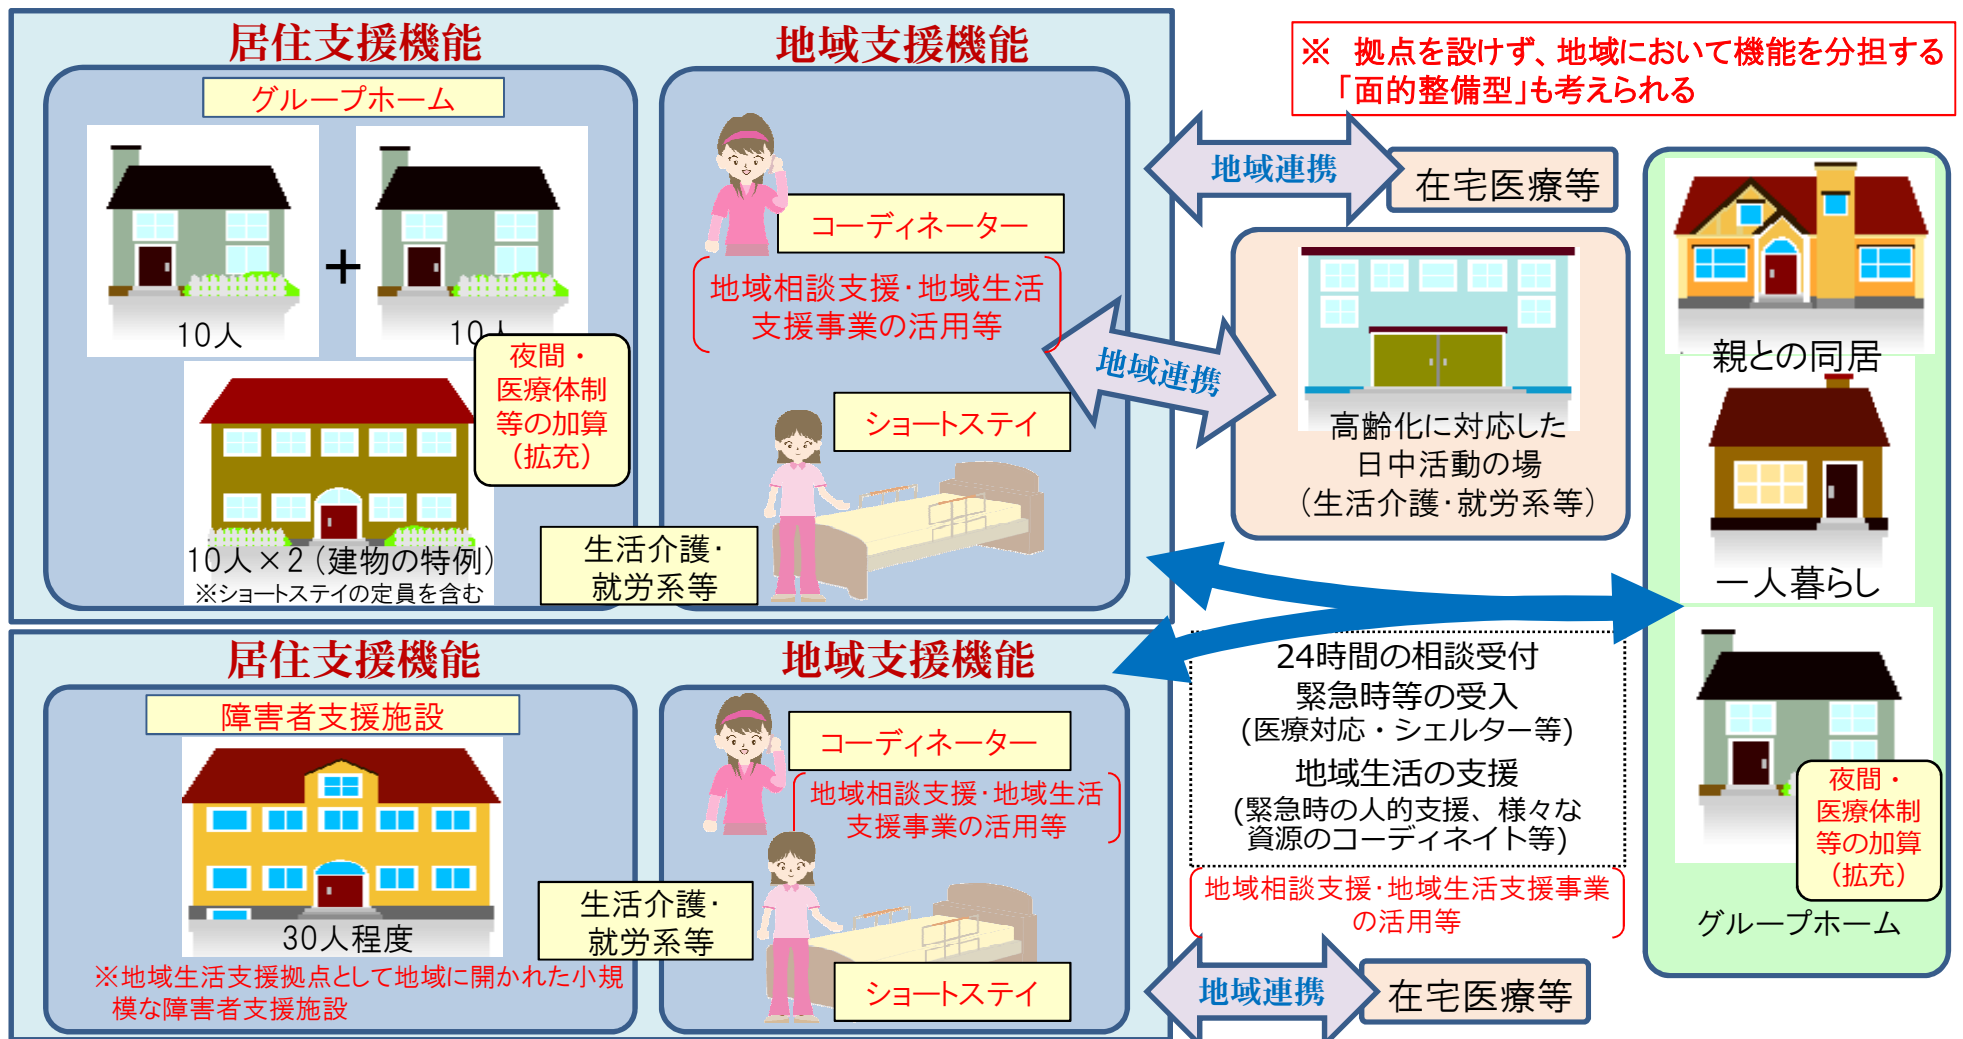 居住支援機能
地域支援機能
グループホーム
10人
＋
10人
夜間・
医療体制
等の加算
（拡充）
10人×2（建物の特例）
※ショートステイの定員を含む
コーディネーター
地域相談支援・地域生活
支援事業の活用等
ショートステイ
生活介護・
就労系等
※　拠点を設けず、地域において機能を分担する
「面的整備型」も考えられる
地域連携
在宅医療等
地域連携
高齢化に対応した
日中活動の場
（生活介護・就労系等）
親との同居
一人暮らし
夜間・
医療体制
等の加算
（拡充）
グループホーム
24時間の相談受付
緊急時等の受入
(医療対応・シェルター等)
地域生活の支援
(緊急時の人的支援、様々な
資源のコーディネイト等)
地域相談支援・地域生活支援事業
の活用等
居住支援機能
地域支援機能
障害者支援施設
30人程度
※地域生活支援拠点として地域に開かれた小規
模な障害者支援施設
コーディネーター
地域相談支援・地域生活
支援事業の活用等
生活介護・
就労系等
ショートステイ
地域連携
在宅医療等